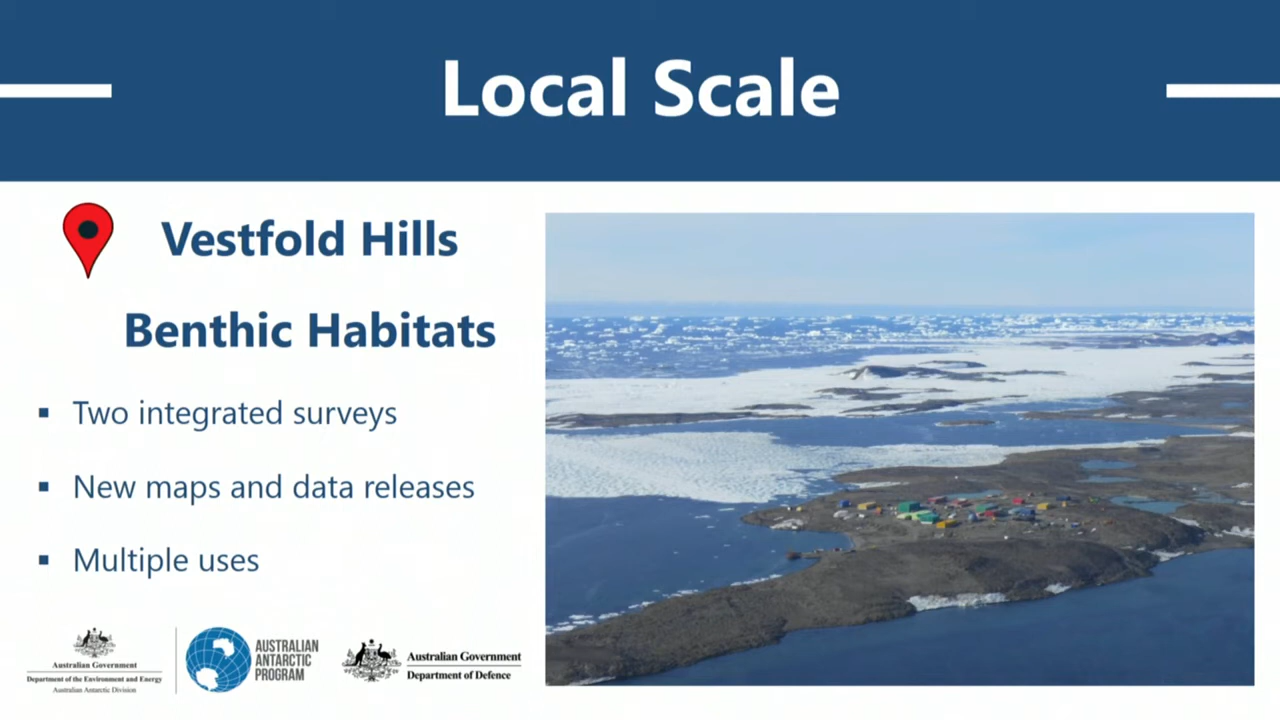 Local Scale
Vestfold Hills
Benthic Habitats
▪ Two integrated surveys
▪ New maps and data releases
▪ Multiple uses
Australian Government
Department of the Environment and Energy
Australian Antarctic Division
AUSTRALIAN
ANTARCTIC
PROGRAM
Australian Government
Department of Defence